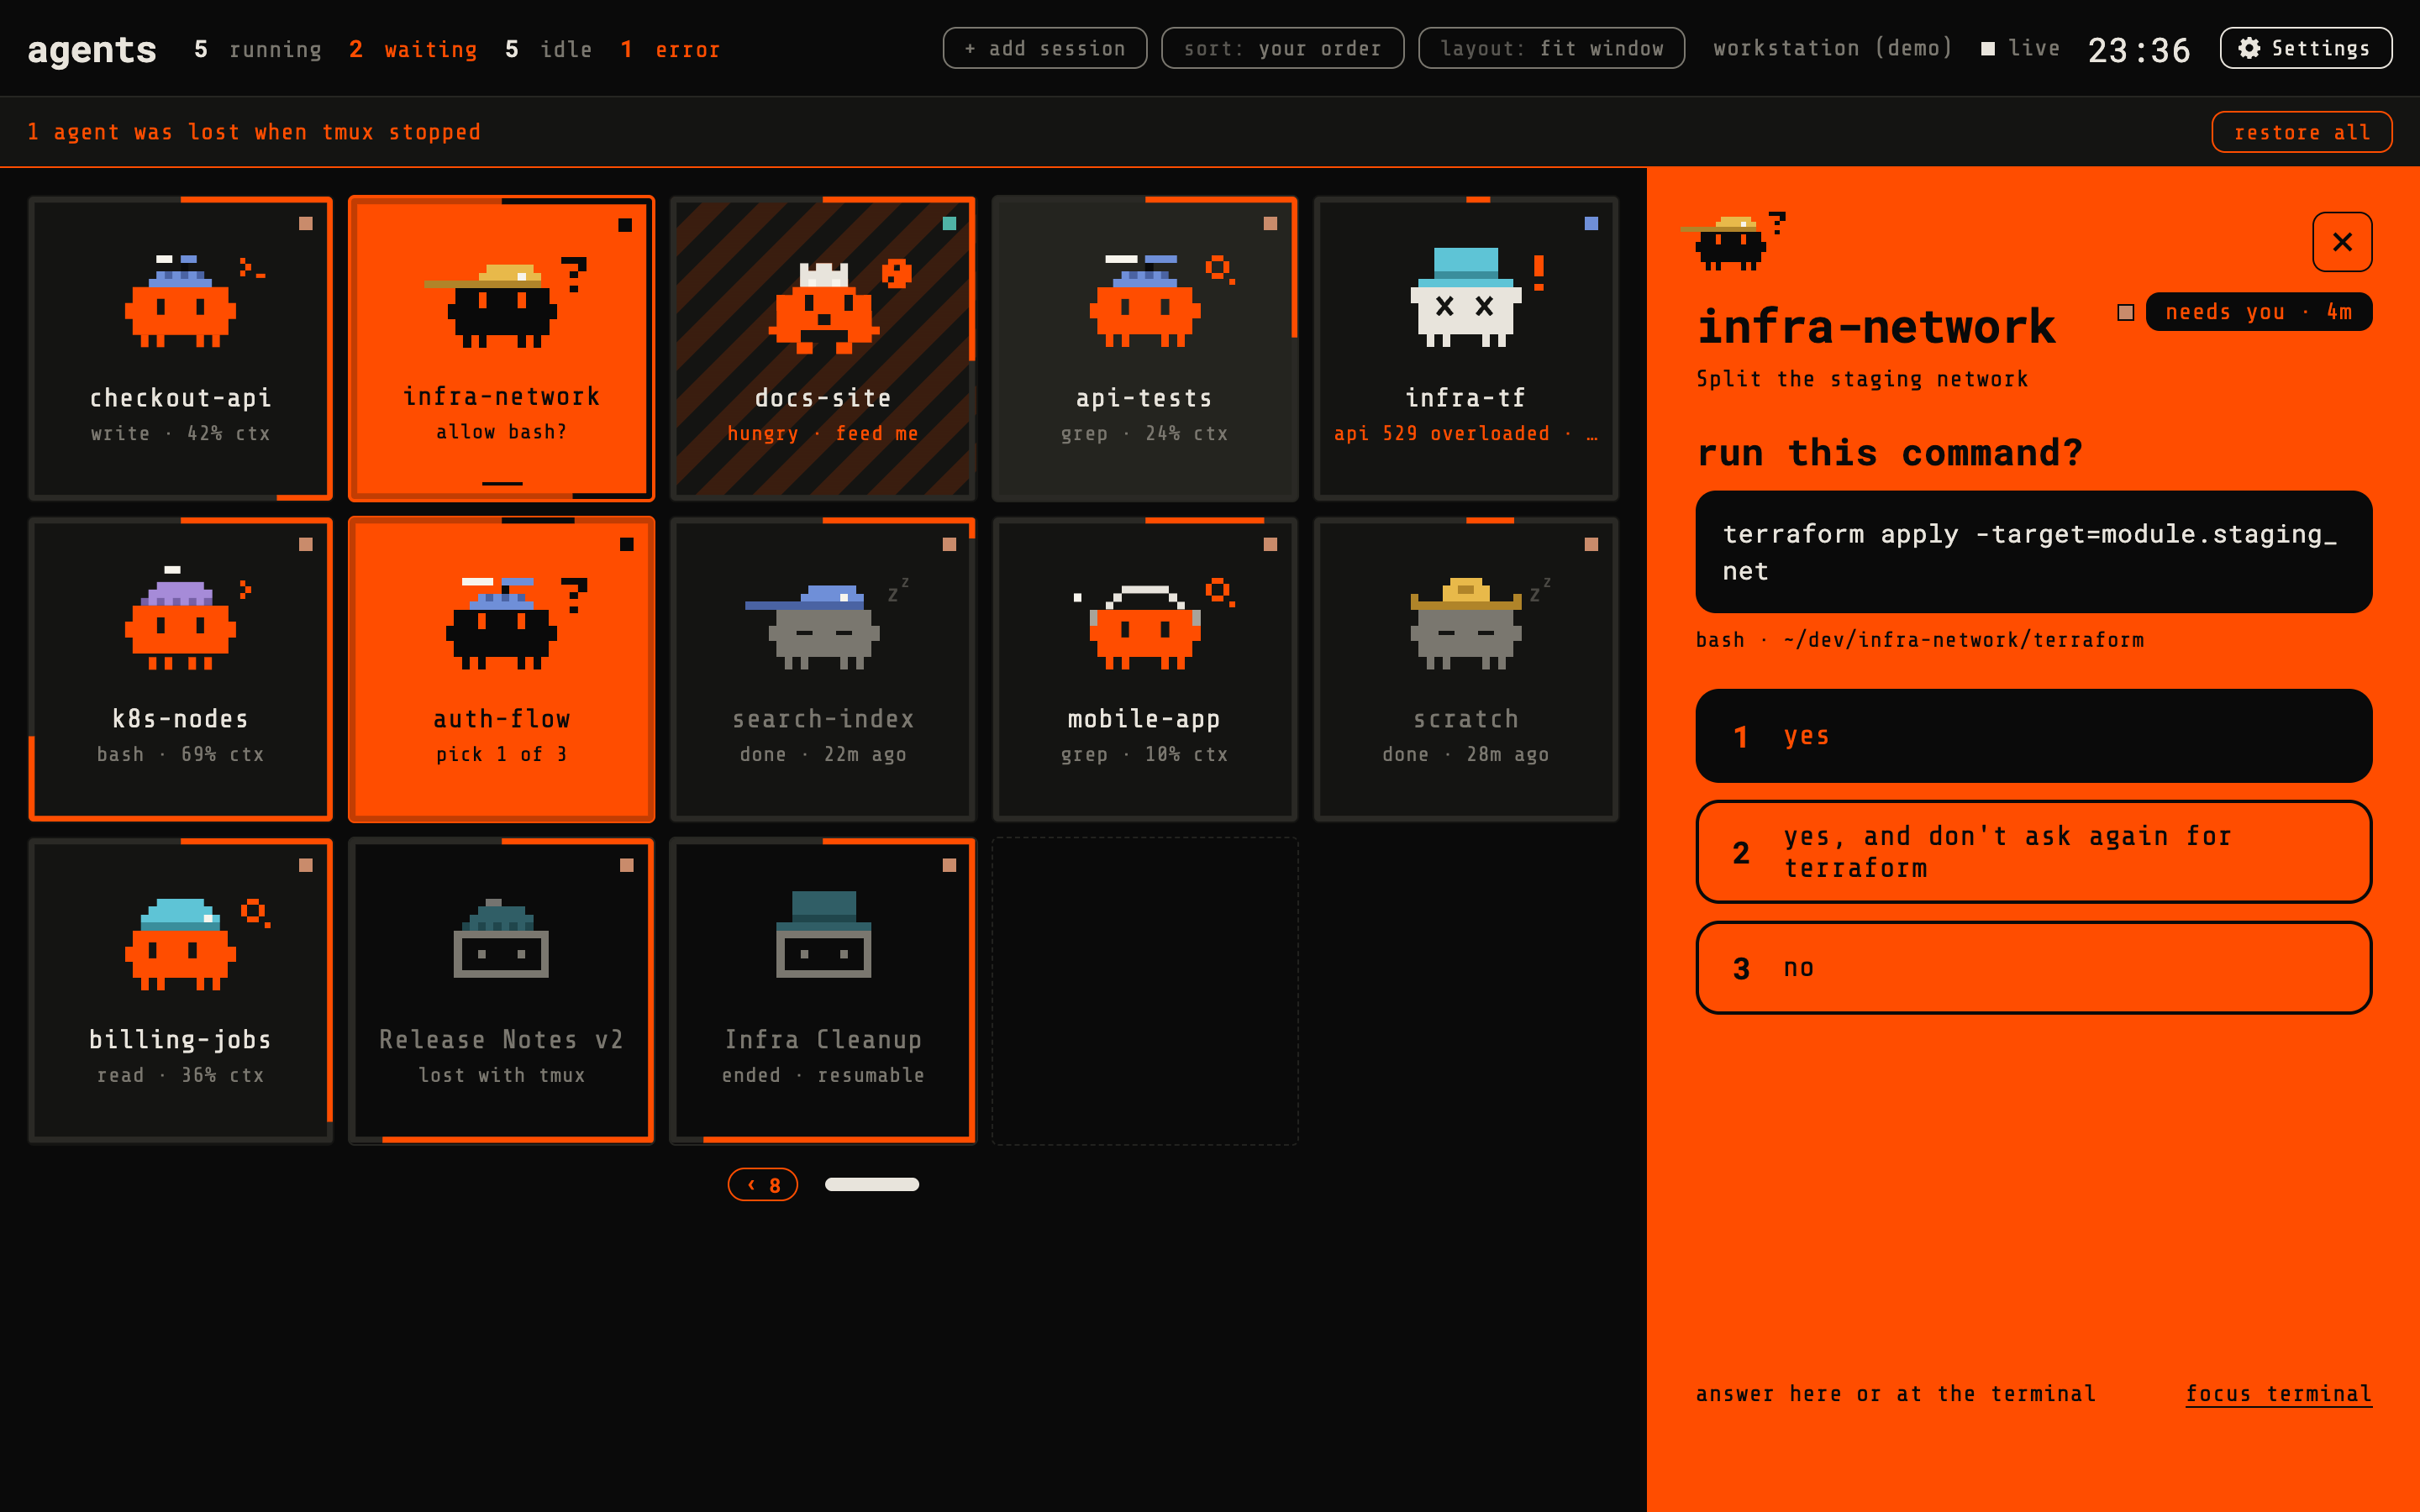 agents 5 running 2 waiting 5 idle 1 error + add session sort: your order layout: fit window workstation (demo) live 23:36 Settings
1 agent was lost when tmux stopped restore all
checkout-api
write · 42% ctx
infra-network
allow bash?
docs-site
hungry · feed me
api-tests
grep · 24% ctx
infra-tf
api 529 overloaded · …
k8s-nodes
bash · 69% ctx
auth-flow
pick 1 of 3
search-index
done · 22m ago
mobile-app
grep · 10% ctx
scratch
done · 28m ago
billing-jobs
read · 36% ctx
Release Notes v2
lost with tmux
Infra Cleanup
ended · resumable
‹ 8
infra-network needs you · 4m
Split the staging network
run this command?
terraform apply -target=module.staging_
net
bash · ~/dev/infra-network/terraform
1 yes
2 yes, and don't ask again for
terraform
3 no
answer here or at the terminal focus terminal